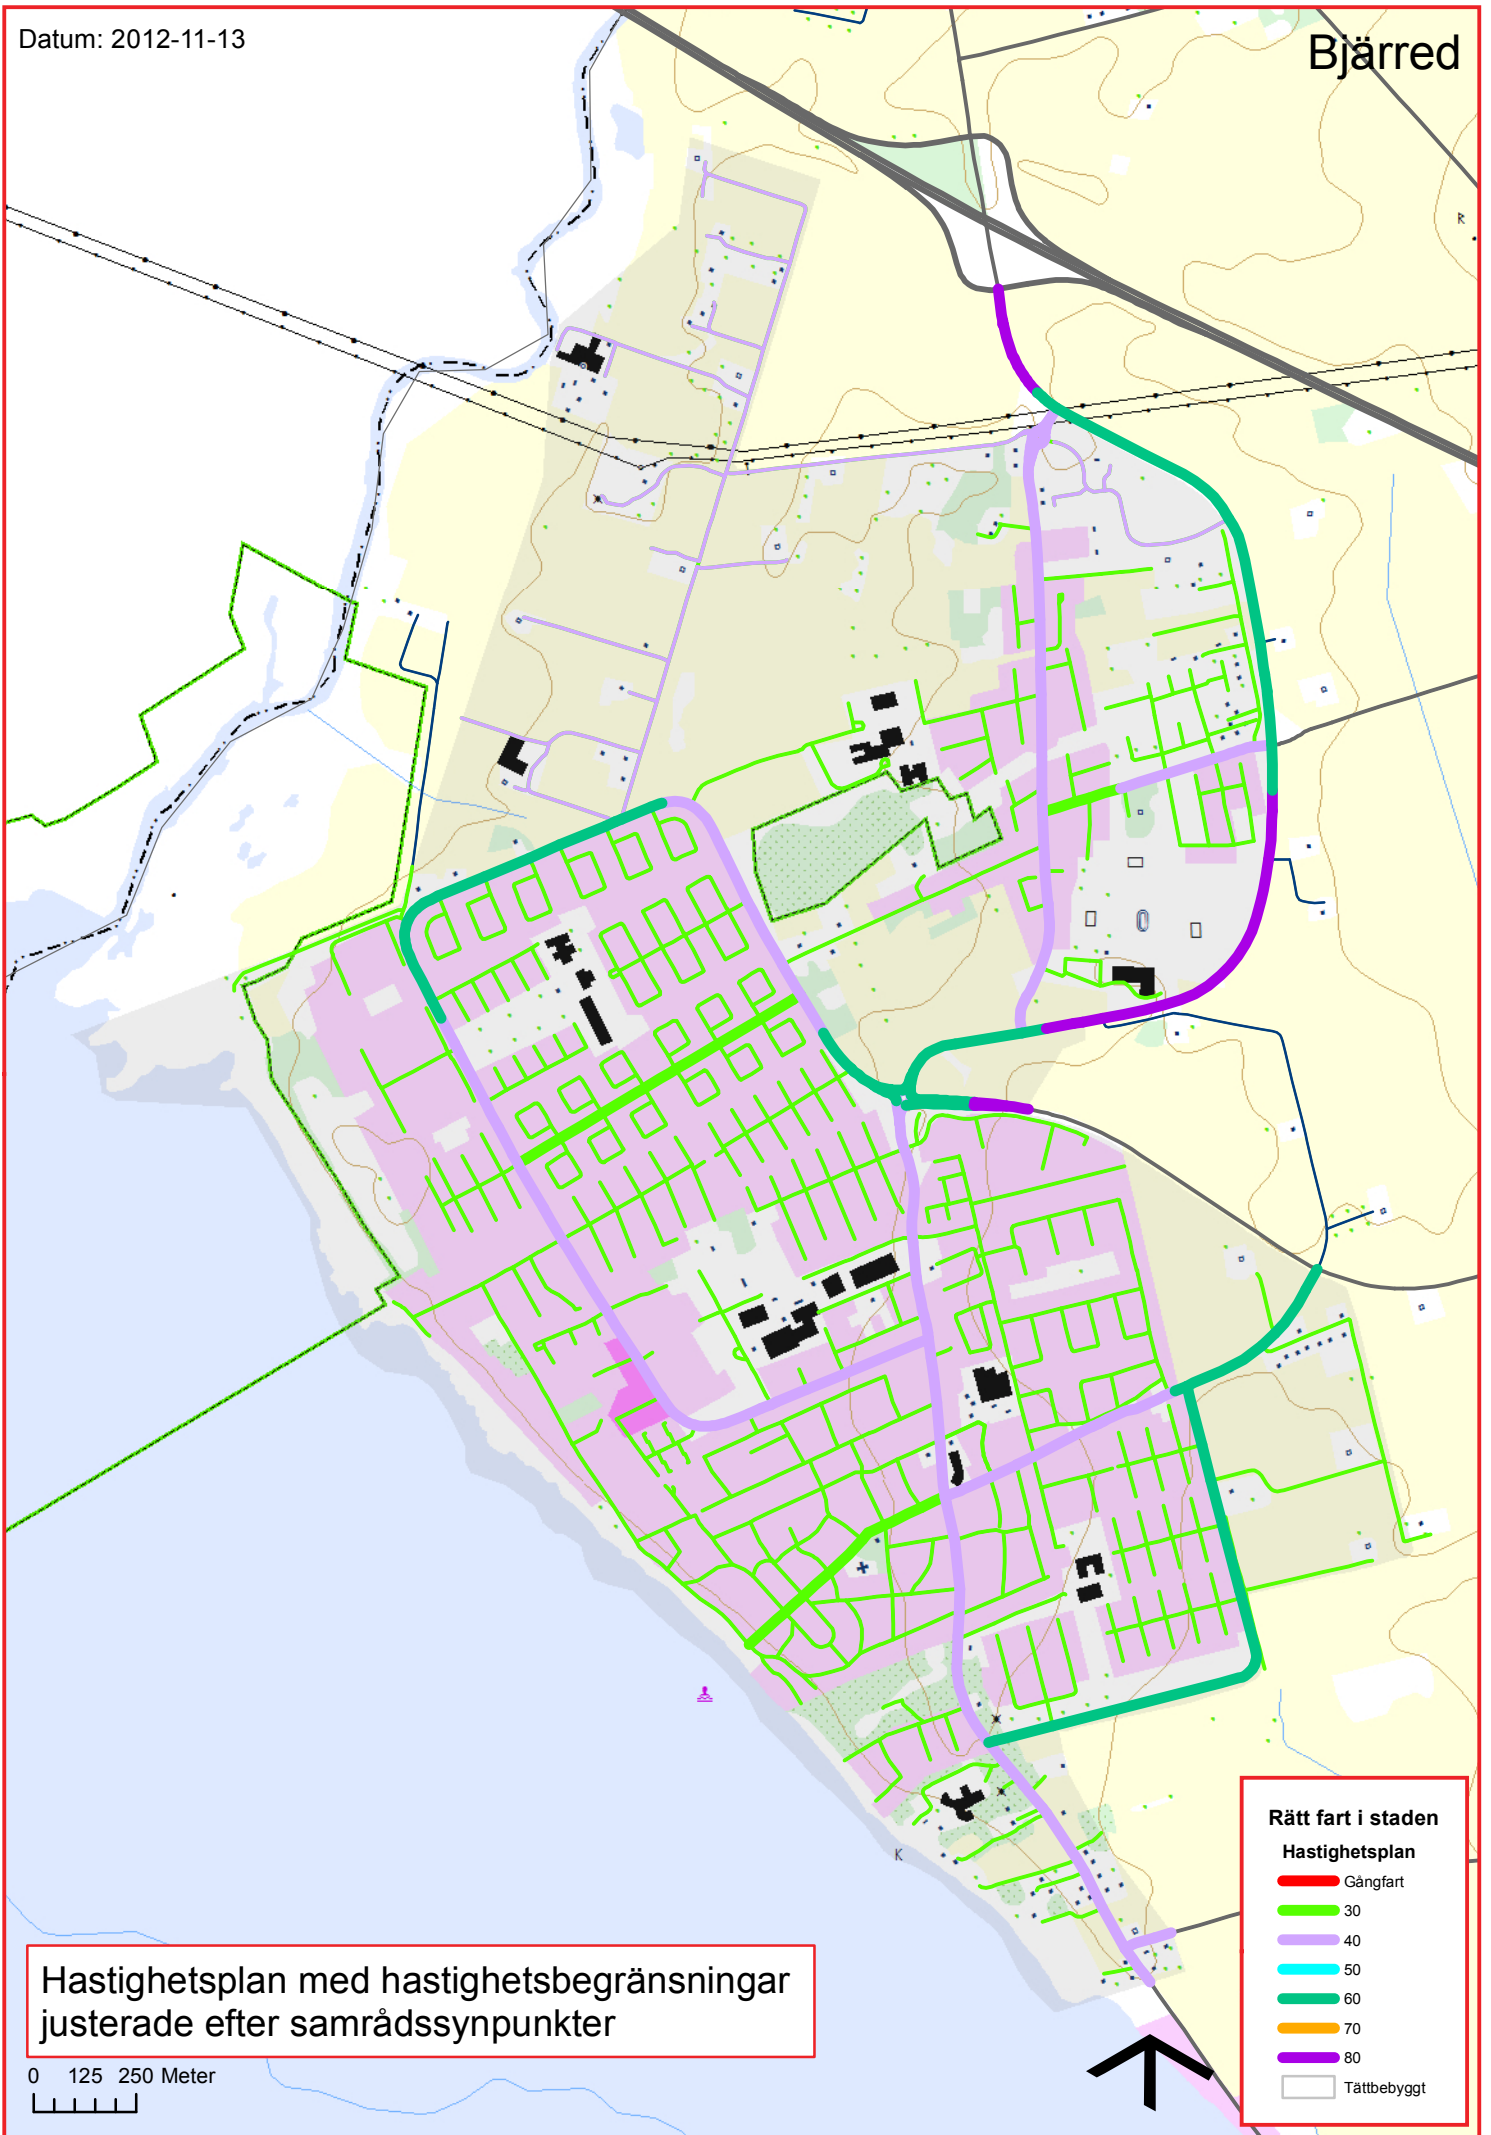 Datum: 2012-11-13
Bjärred
R
K
Rätt fart i staden
Hastighetsplan
Gångfart
30
40
50
60
70
80
Tättbebyggt
Hastighetsplan med hastighetsbegränsningar
justerade efter samrådssynpunkter
0 125 250 Meter